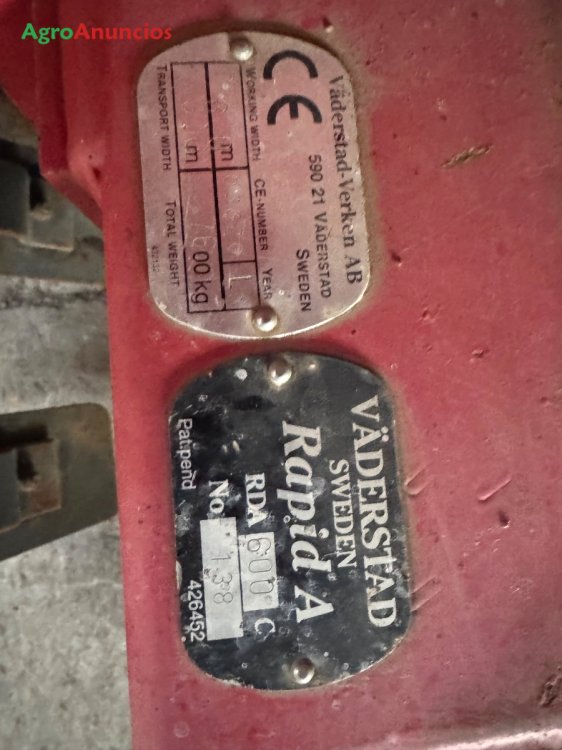 AgroAnuncios
Väderstad-Verken AB
590 21 VÄDERSTAD
SWEDEN
CE
WORKING WIDTH CE-NUMBER YEAR
m
m 00 kg
TRANSPORT WIDTH TOTAL WEIGHT
VÄDERSTAD
SWEDEN
Rapid A
RDA 600 C
No. 138
Pat.pend 426452